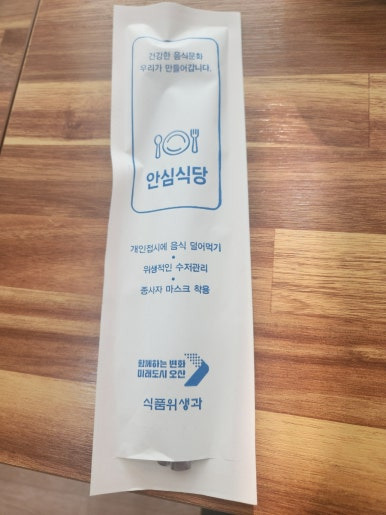 건강한 음식문화
우리가 만들어갑니다.
안심식당
개인접시에 음식 덜어먹기
•
위생적인 수저관리
•
종사자 마스크 착용
함께하는 변화
미래도시 오산
식품위생과